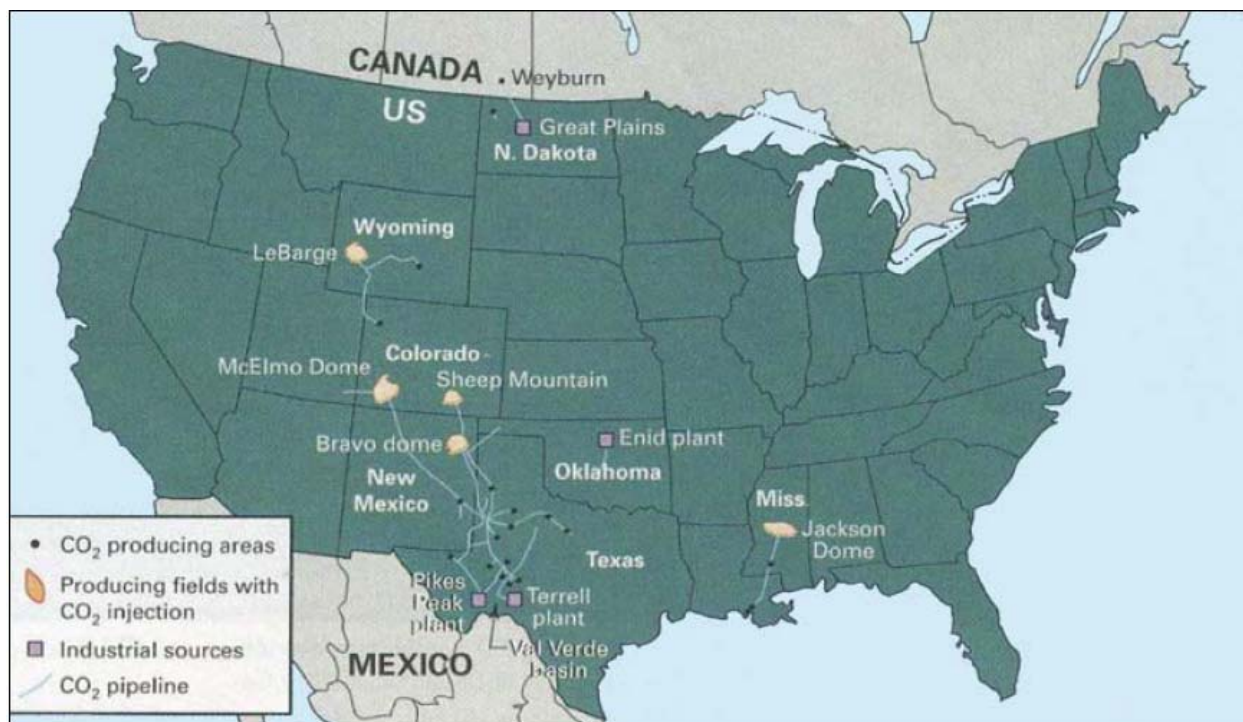 CANADA
Weyburn
US
Great Plains
N. Dakota
Wyoming
LeBarge
Colorado
McElmo Dome
Sheep Mountain
Bravo dome
Enid plant
Oklahoma
New
Mexico
Miss.
Jackson
Dome
Texas
Pikes
Peak
plant
Terrell
plant
Val Verde
basin
MEXICO
• CO₂ producing areas
Producing fields with
CO₂ injection
Industrial sources
CO₂ pipeline